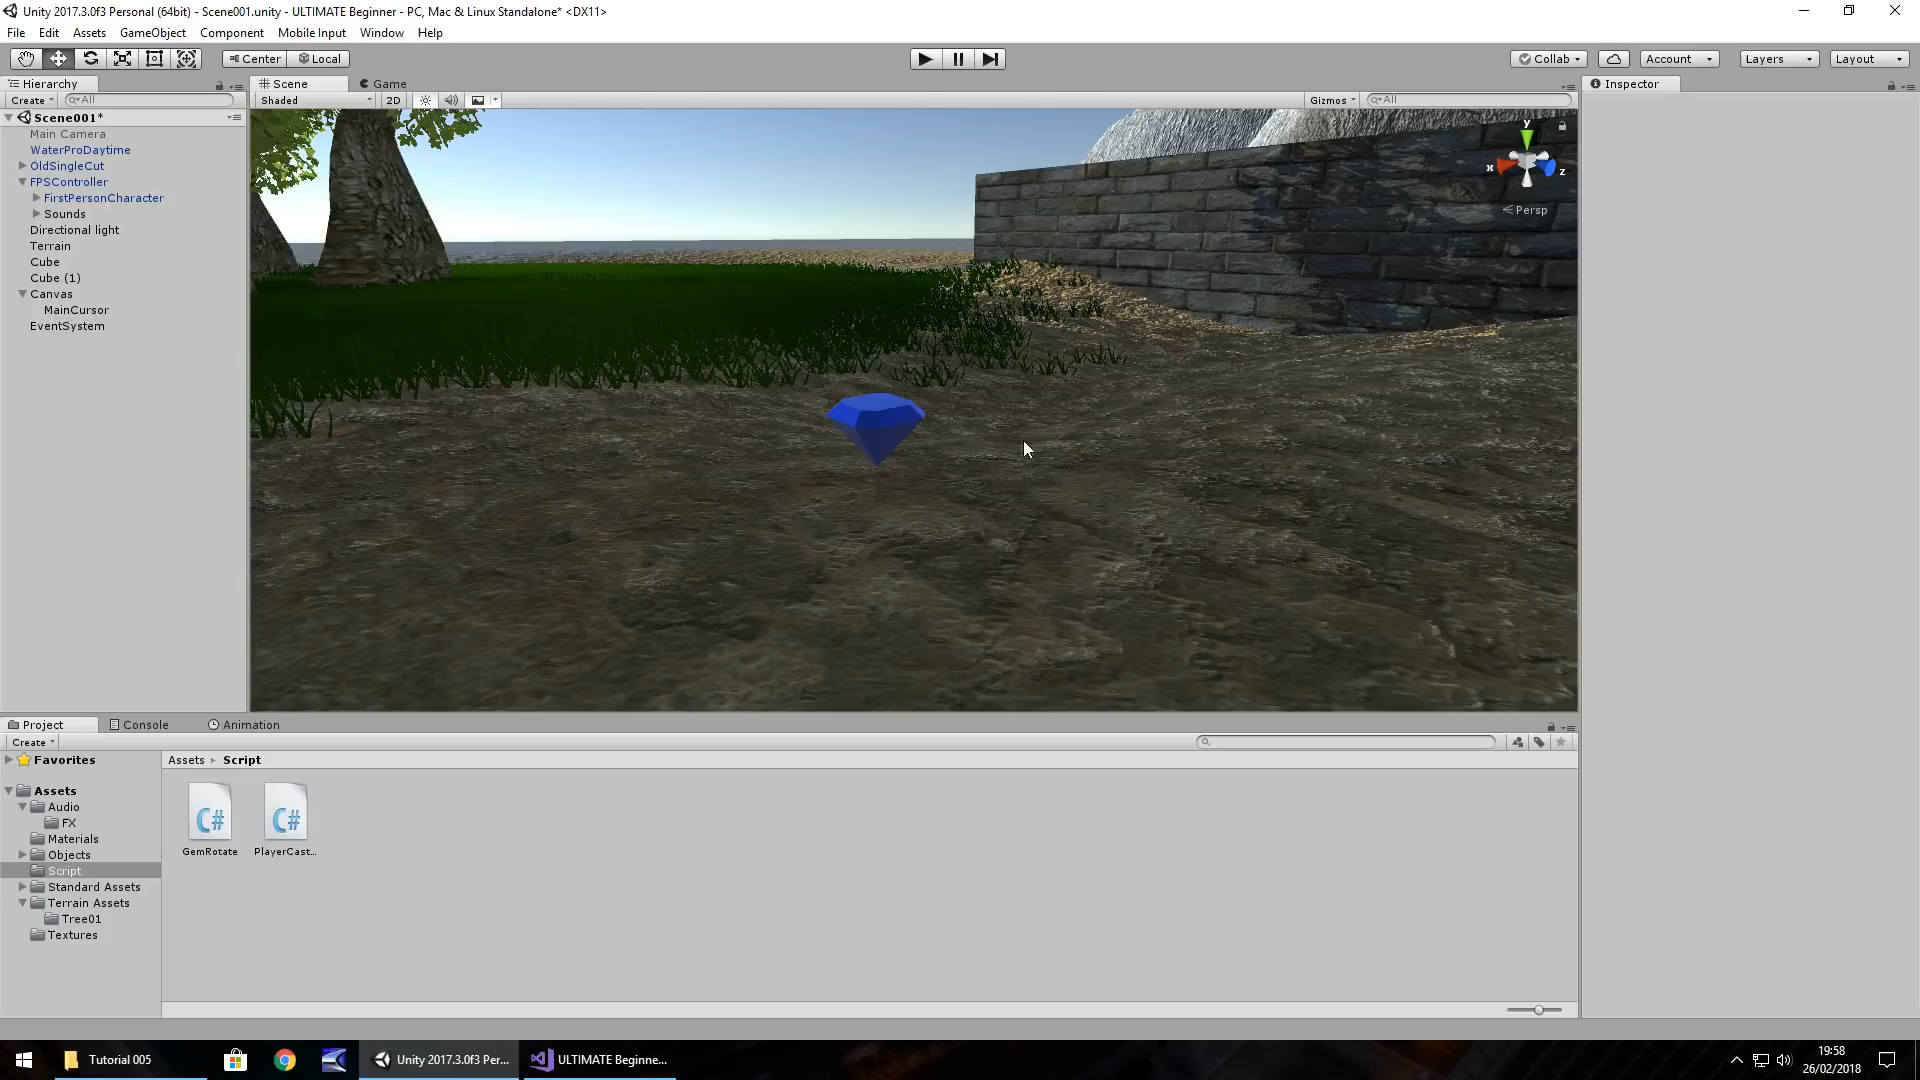 Unity 2017.3.0f3 Personal (64bit) - Scene001.unity - ULTIMATE Beginner - PC, Mac & Linux Standalone* <DX11>
File Edit Assets GameObject Component Mobile Input Window Help
Center Local Collab Account Layers Layout
Hierarchy Scene Game Inspector
Create All Shaded 2D Gizmos All
Scene001*
Main Camera
WaterProDaytime
OldSingleCut
FPSController
FirstPersonCharacter
Sounds
Directional light
Terrain
Cube
Cube (1)
Canvas
MainCursor
EventSystem
y
x
z
Persp
Project Console Animation
Create
Favorites
Assets
Audio
FX
Materials
Objects
Script
Standard Assets
Terrain Assets
Tree01
Textures
Assets Script
C# C#
GemRotate PlayerCast...
Tutorial 005 Unity 2017.3.0f3 Per... ULTIMATE Beginne...
19:58
26/02/2018